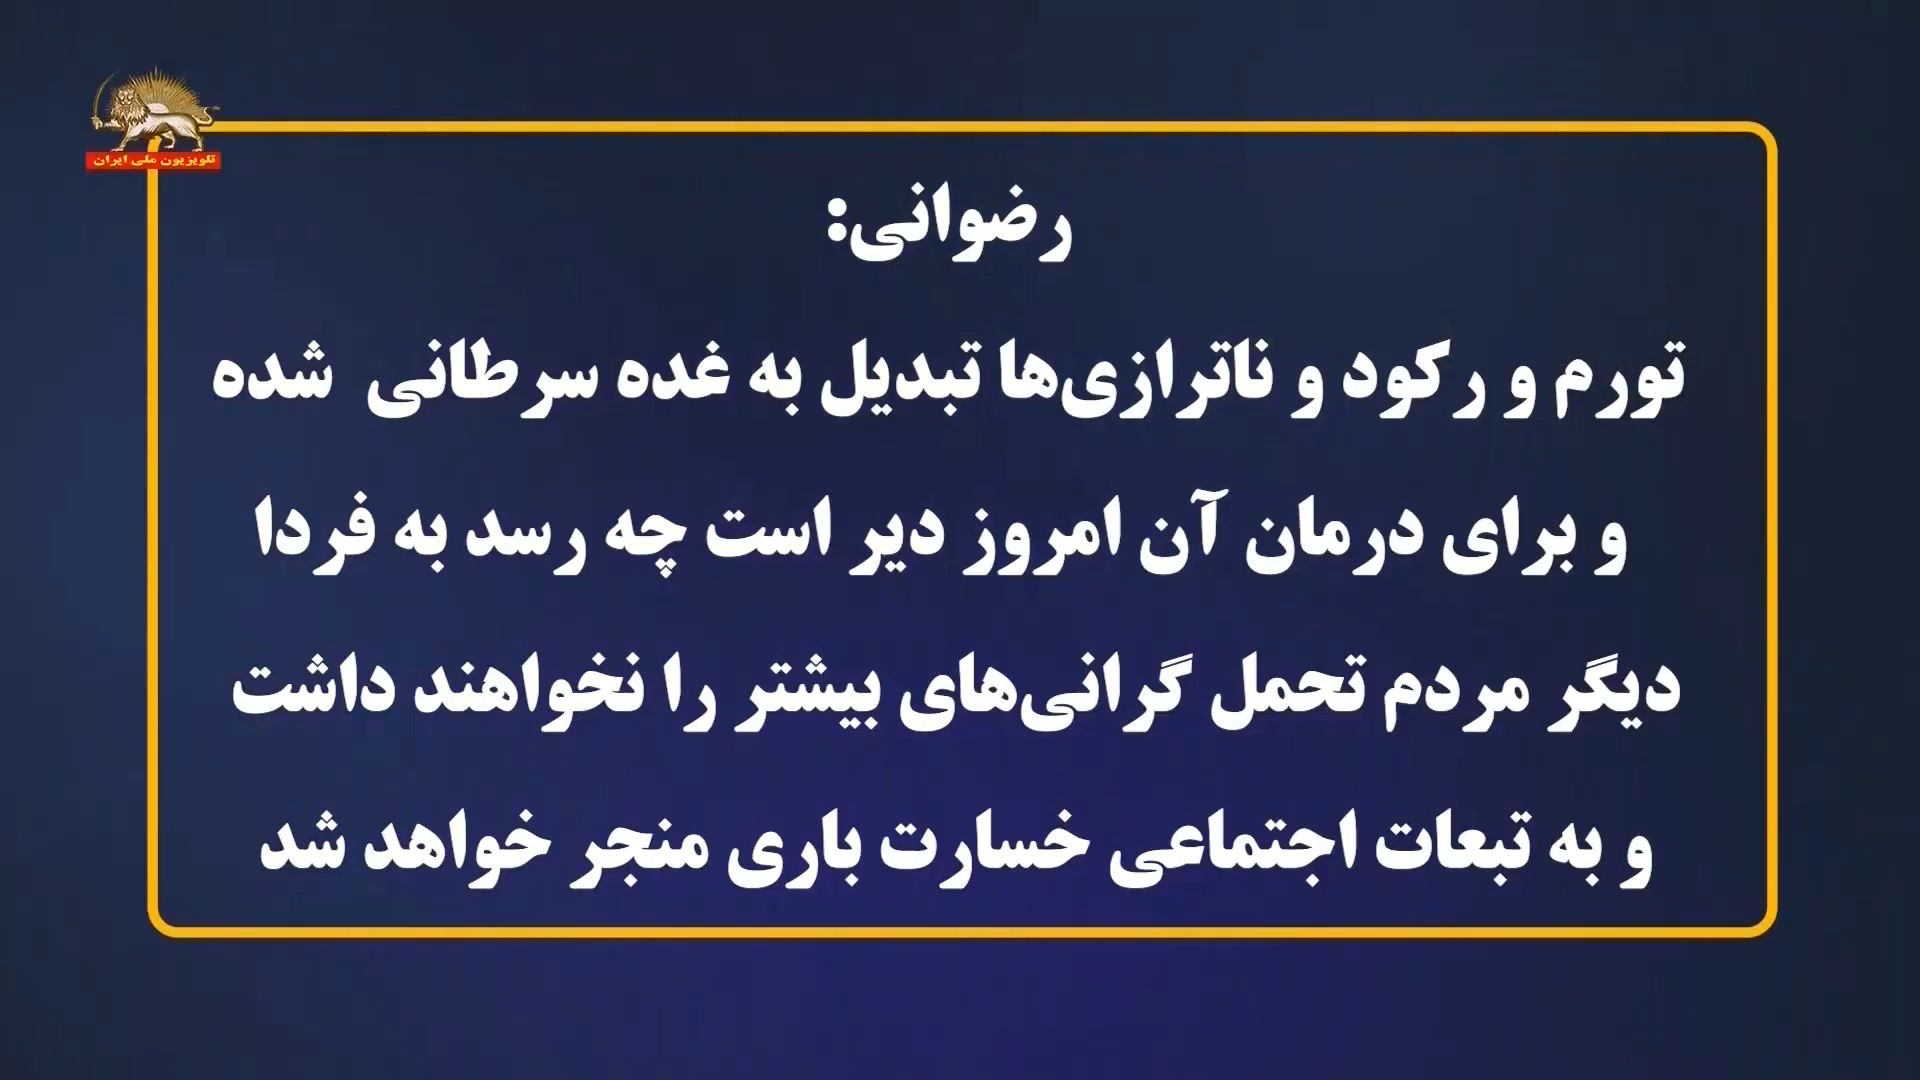 تلویزیون ملی ایران
رضوانی:
تورم و رکود و ناترازی‌ها تبدیل به غده سرطانی شده
و برای درمان آن امروز دیر است چه رسد به فردا
دیگر مردم تحمل گرانی‌های بیشتر را نخواهند داشت
و به تبعات اجتماعی خسارت باری منجر خواهد شد